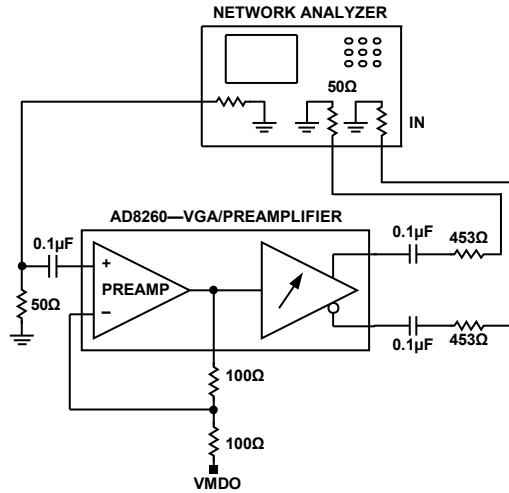 NETWORK ANALYZER
50Ω
IN
AD8260—VGA/PREAMPLIFIER
0.1µF
0.1µF
453Ω
+
PREAMP
50Ω
−
0.1µF
453Ω
100Ω
100Ω
VMDO